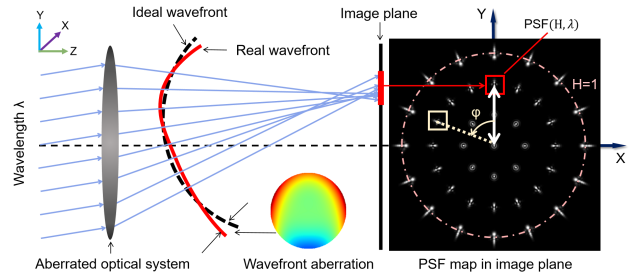 Ideal wavefront
Real wavefront
Image plane
Y
PSF(H, λ)
Y
X
Z
H=1
φ
X
Wavelength λ
Aberrated optical system
Wavefront aberration
PSF map in image plane